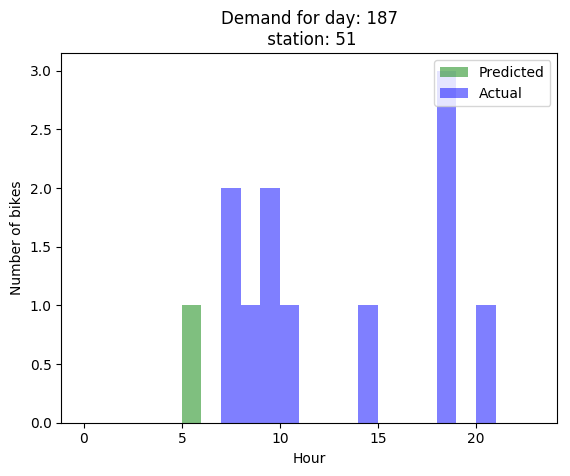 Demand for day: 187
station: 51
Predicted
Actual
Number of bikes
3.0
2.5
2.0
1.5
1.0
0.5
0.0
0 5 10 15 20
Hour